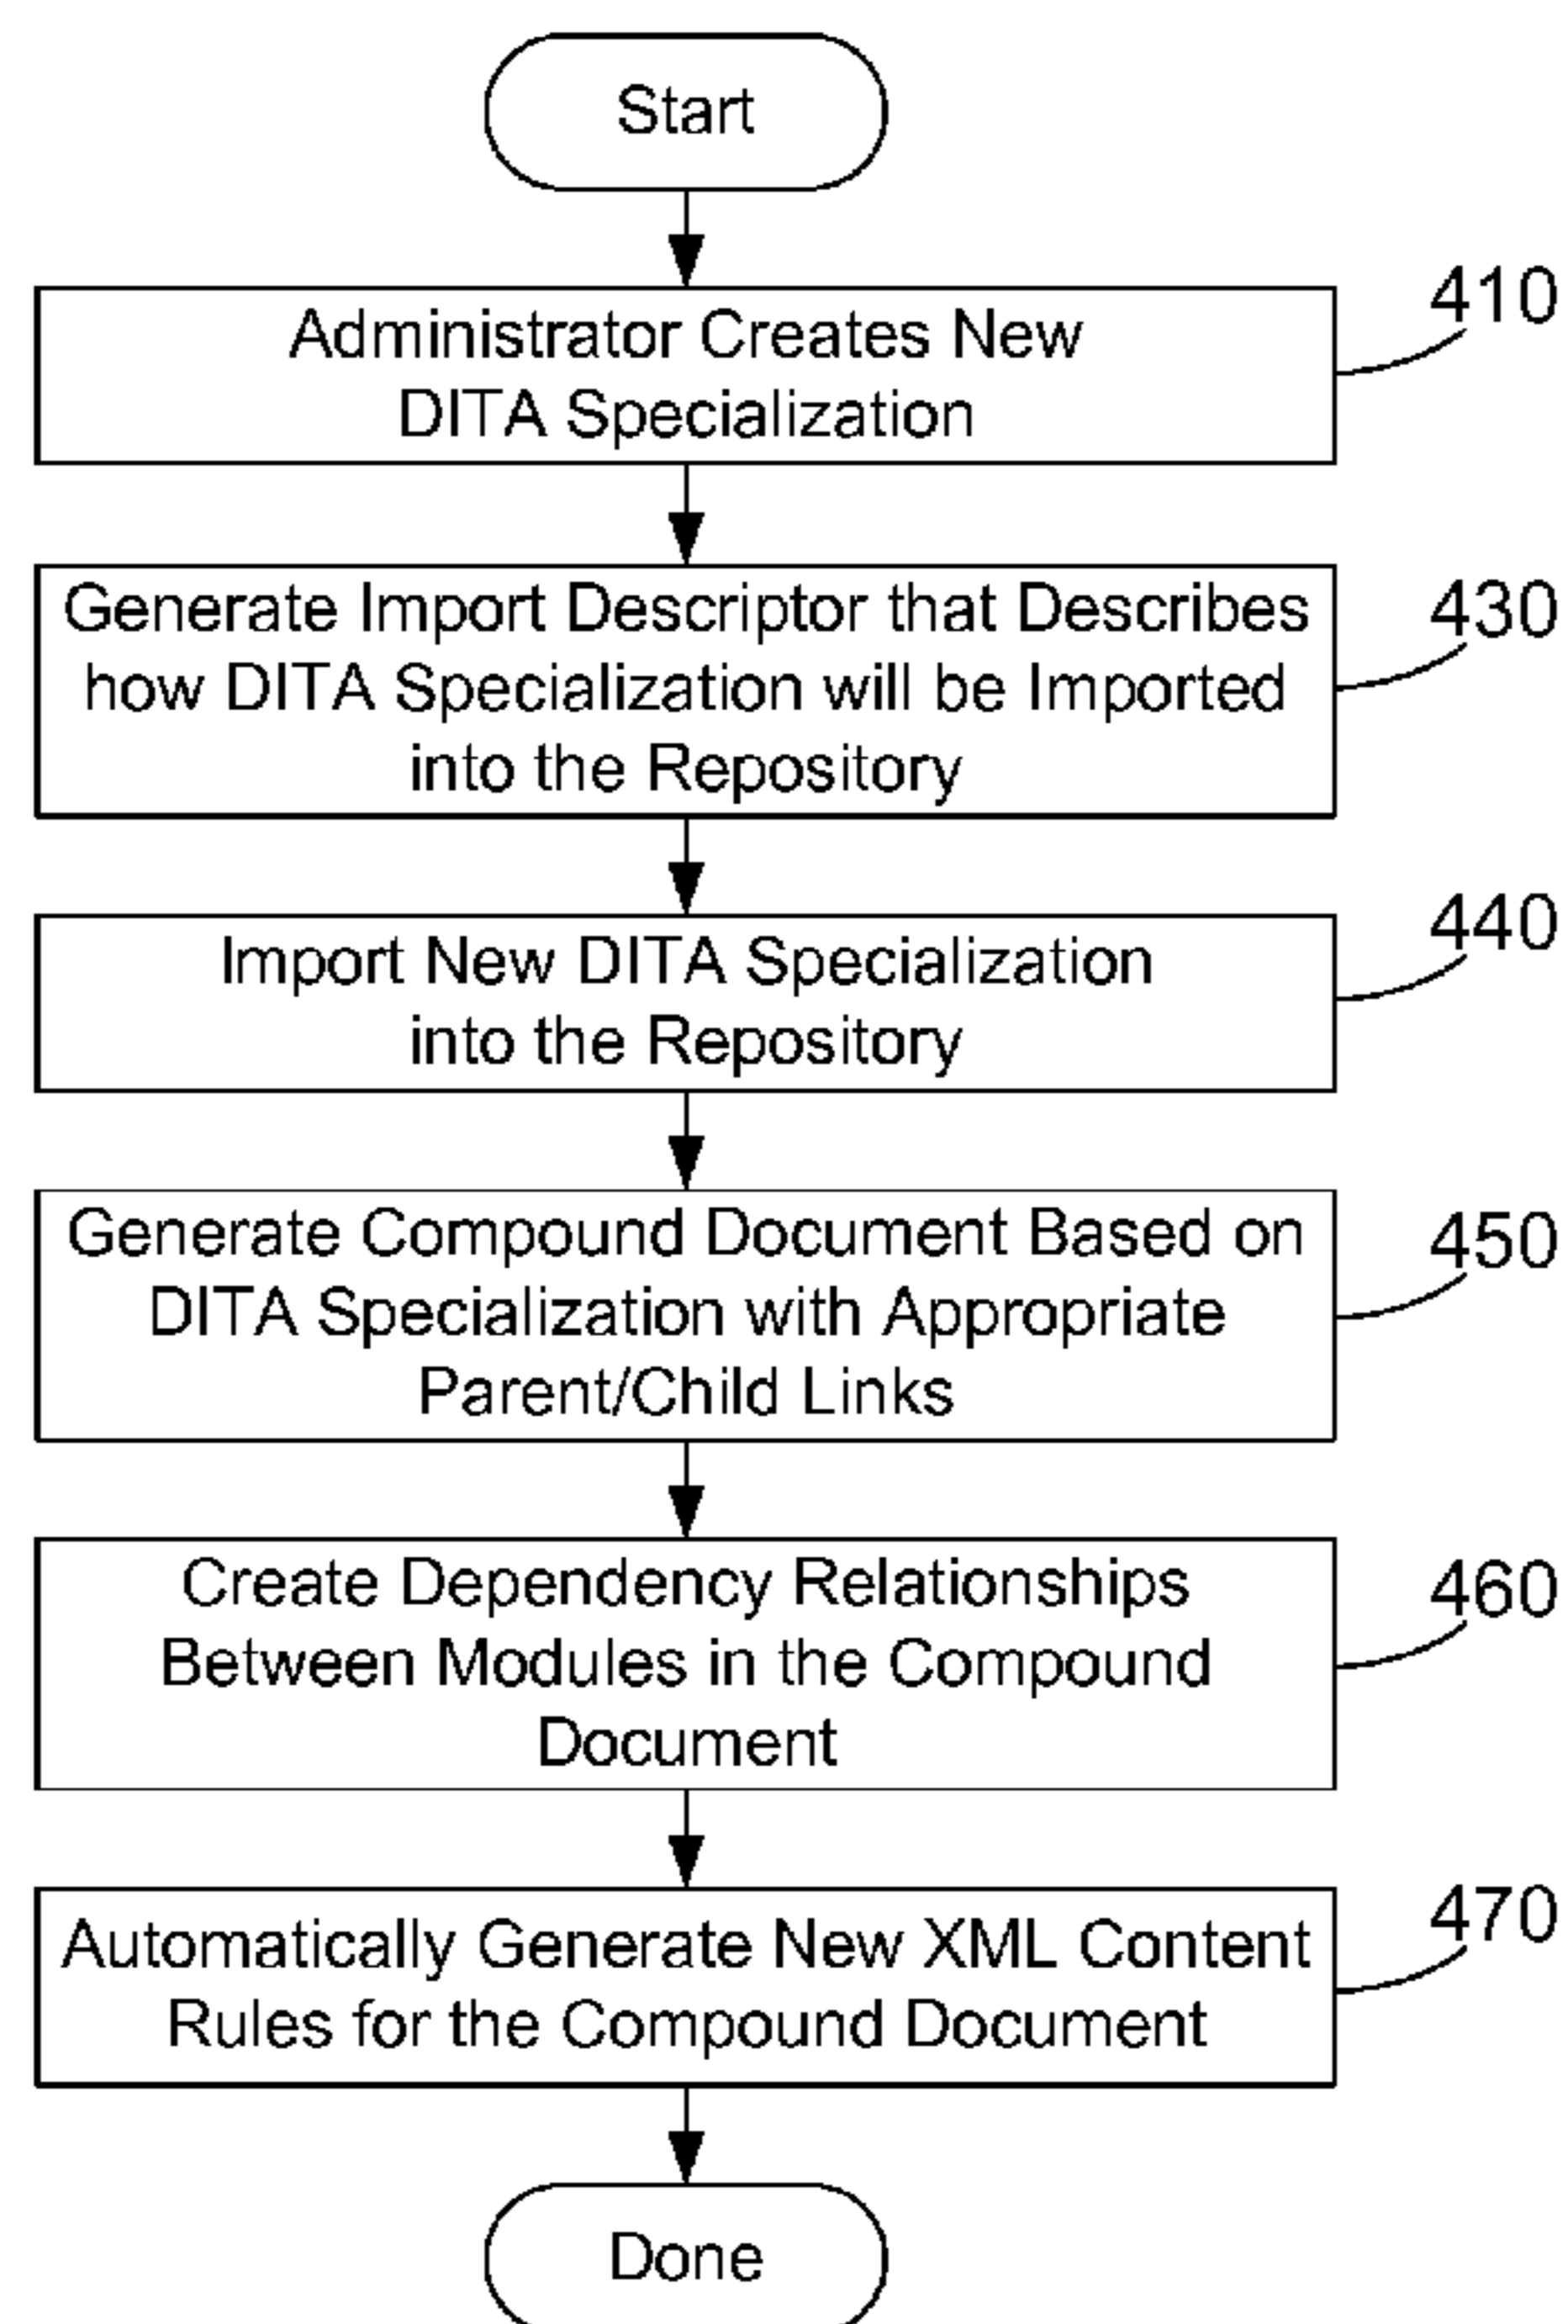 Start
410
Administrator Creates New
DITA Specialization
430
Generate Import Descriptor that Describes
how DITA Specialization will be Imported
into the Repository
440
Import New DITA Specialization
into the Repository
450
Generate Compound Document Based on
DITA Specialization with Appropriate
Parent/Child Links
460
Create Dependency Relationships
Between Modules in the Compound
Document
470
Automatically Generate New XML Content
Rules for the Compound Document
Done